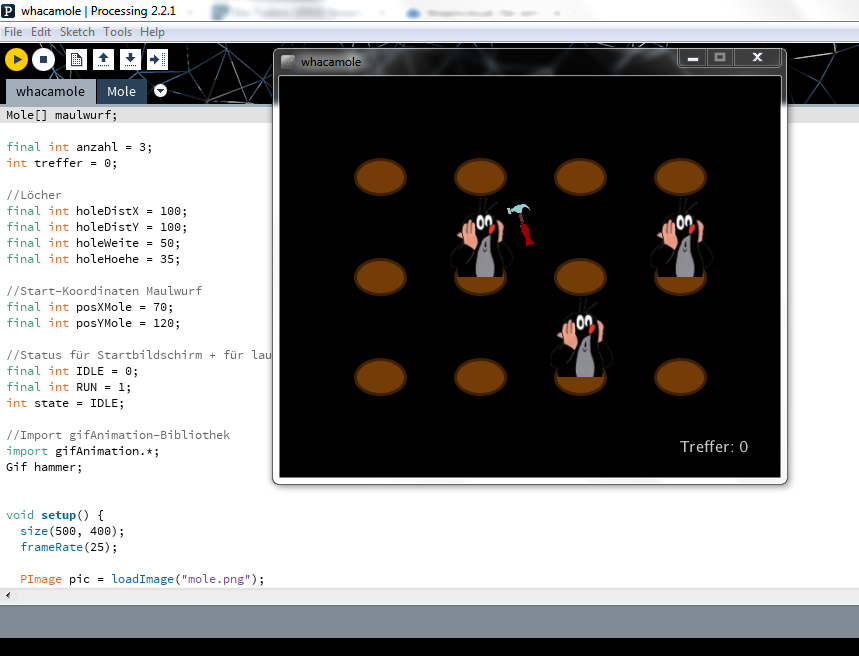 whacamole | Processing 2.2.1
File Edit Sketch Tools Help
whacamole
Mole
Mole[] maulwurf;
final int anzahl = 3;
int treffer = 0;
//Löcher
final int holeDistX = 100;
final int holeDistY = 100;
final int holeWeite = 50;
final int holeHoehe = 35;
//Start-Koordinaten Maulwurf
final int posXMole = 70;
final int posYMole = 120;
//Status für Startbildschirm + für lau
final int IDLE = 0;
final int RUN = 1;
int state = IDLE;
//Import gifAnimation-Bibliothek
import gifAnimation.*;
Gif hammer;
void setup() {
size(500, 400);
frameRate(25);
PImage pic = loadImage("mole.png");
whacamole
Treffer: 0